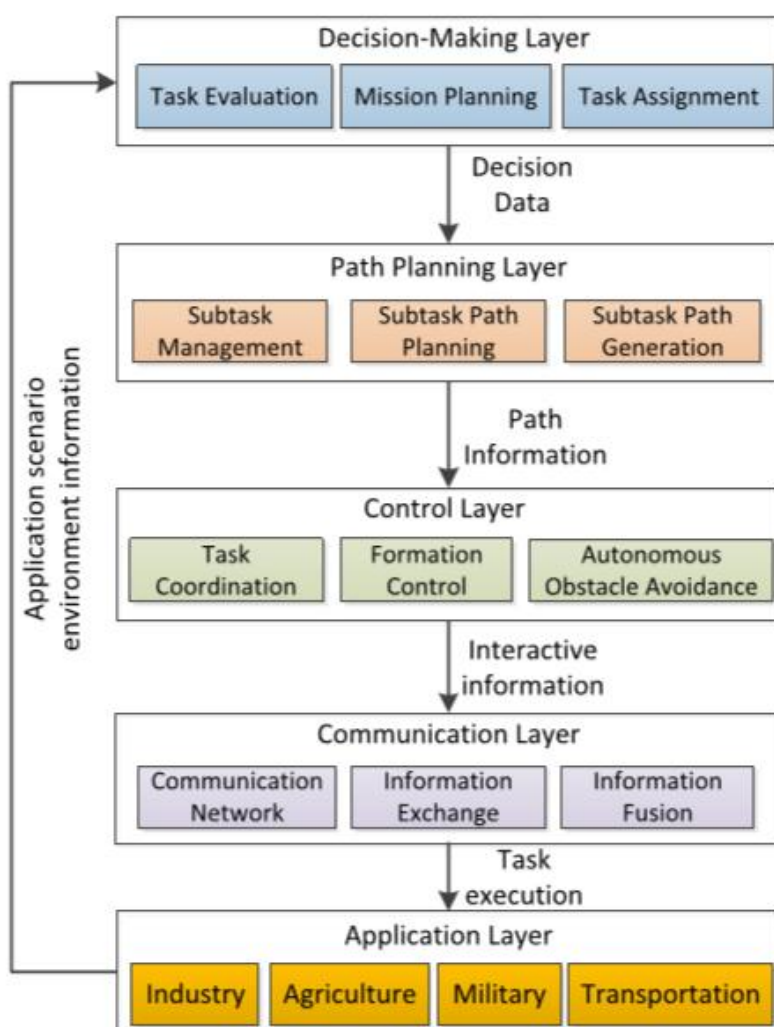 Decision-Making Layer
Task Evaluation
Mission Planning
Task Assignment
Decision
Data
Path Planning Layer
Subtask
Management
Subtask Path
Planning
Subtask Path
Generation
Path
Information
Control Layer
Task
Coordination
Formation
Control
Autonomous
Obstacle Avoidance
Interactive
information
Communication Layer
Communication
Network
Information
Exchange
Information
Fusion
Task
execution
Application Layer
Industry
Agriculture
Military
Transportation
Application scenario
environment information